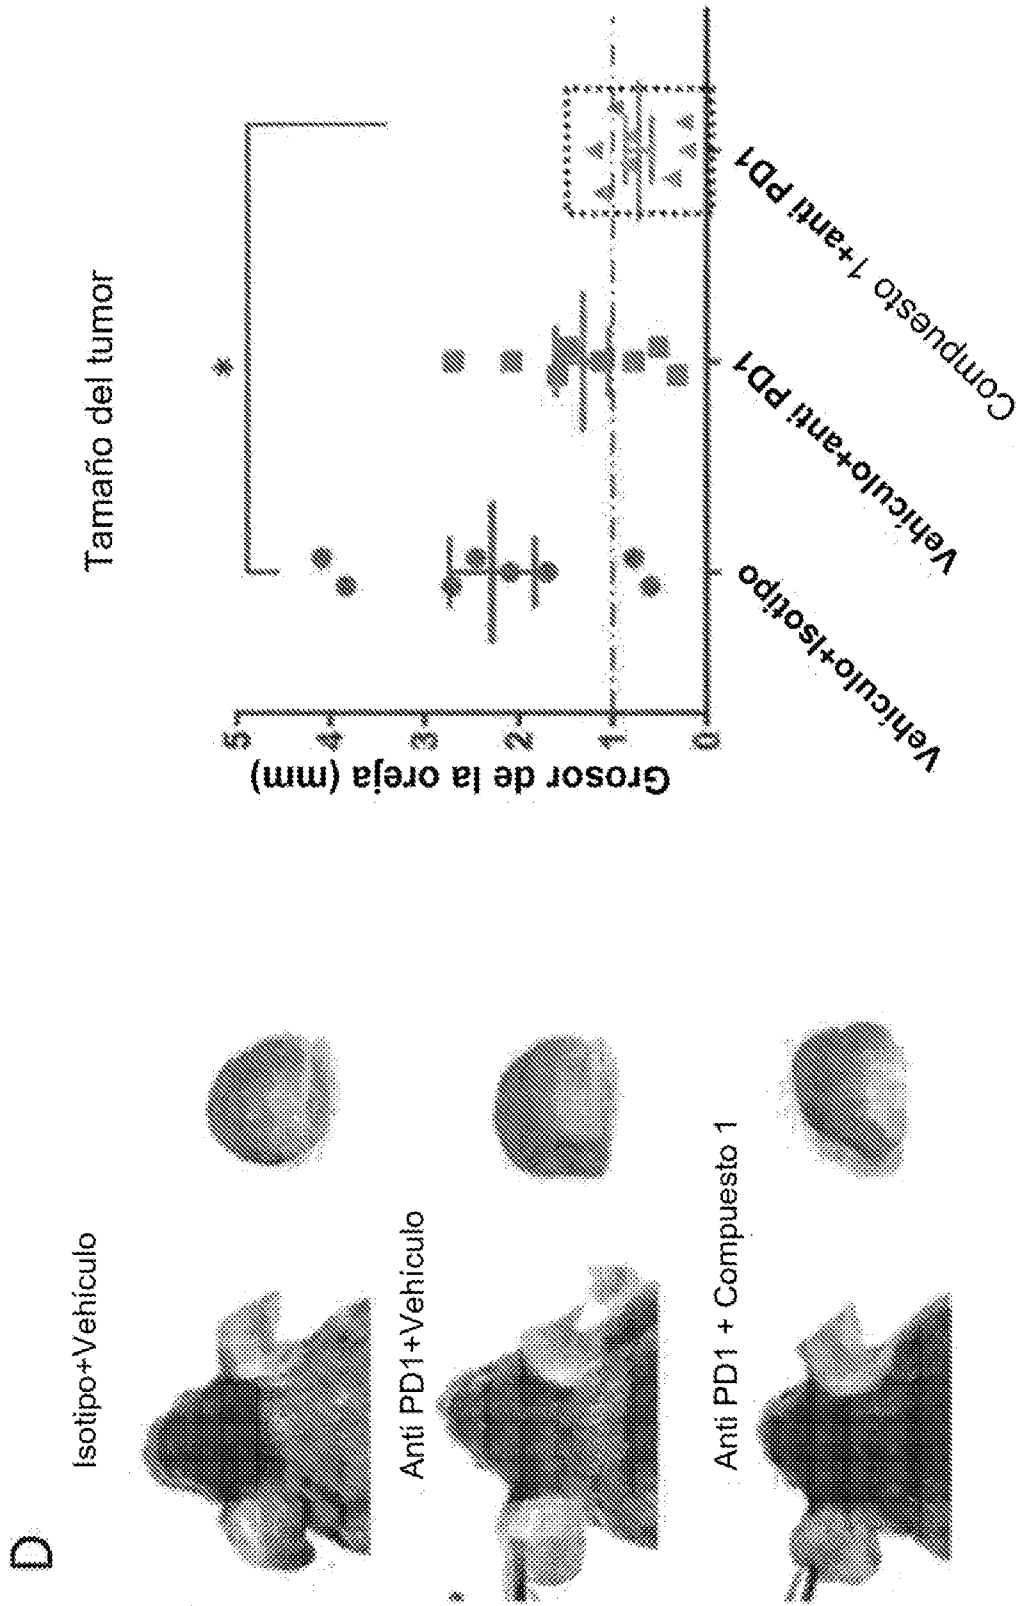 D
Isotipo+Vehículo
Anti PD1+Vehículo
Anti PD1 + Compuesto 1
Tamaño del tumor
*
Grosor de la oreja (mm)
5
4
3
2
1
0
Vehículo+Isotipo
Vehículo+anti PD1
Compuesto 1+anti PD1